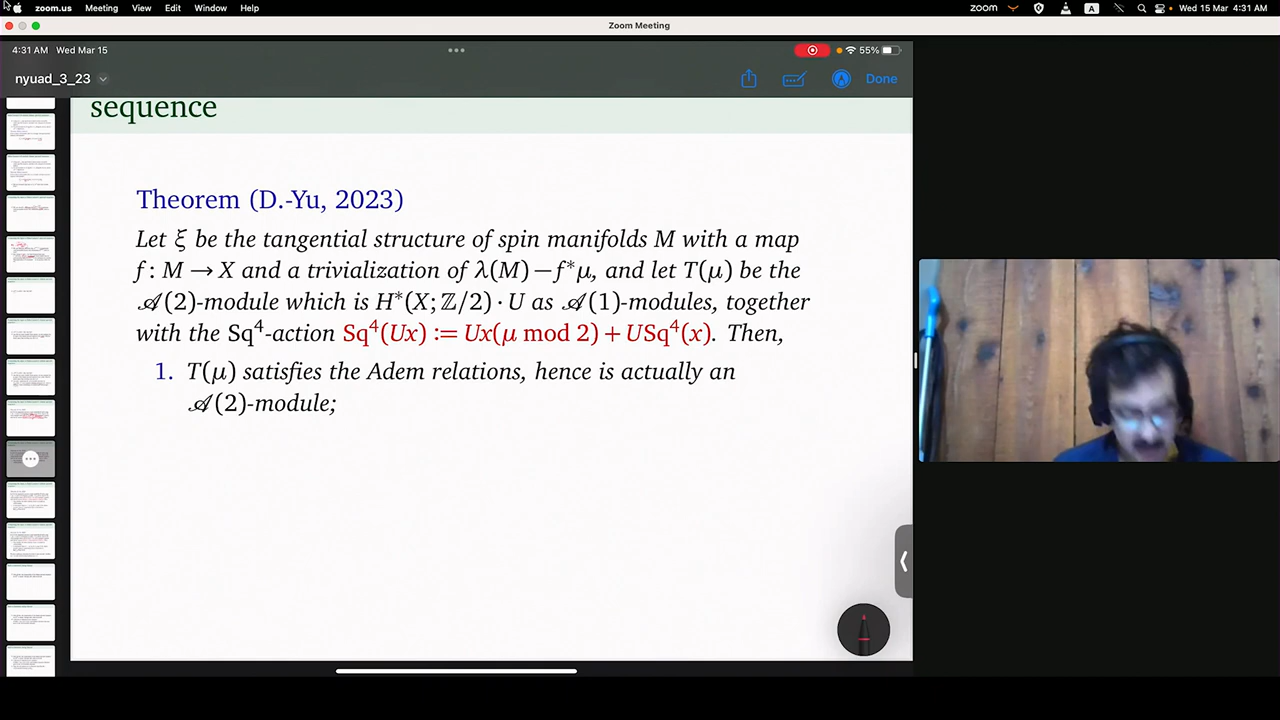 zoom.us Meeting View Edit Window Help zoom A Wed 15 Mar 4:31 AM
Zoom Meeting
4:31 AM Wed Mar 15 55%
nyuad_3_23 Done
sequence
Theorem (D.-Yu, 2023)
Let ξ be the tangential structure of spin manifolds M with a map
f: M → X and a trivialization of λ(M) − f*μ, and let T(μ) be the
𝒜(2)-module which is H*(X; ℤ/2) · U as 𝒜(1)-modules, together
with the Sq⁴-action Sq⁴(Ux) := Ux(μ mod 2) + USq⁴(x). Then,
1. T(μ) satisfies the Adem relations, hence is actually an
𝒜(2)-module;